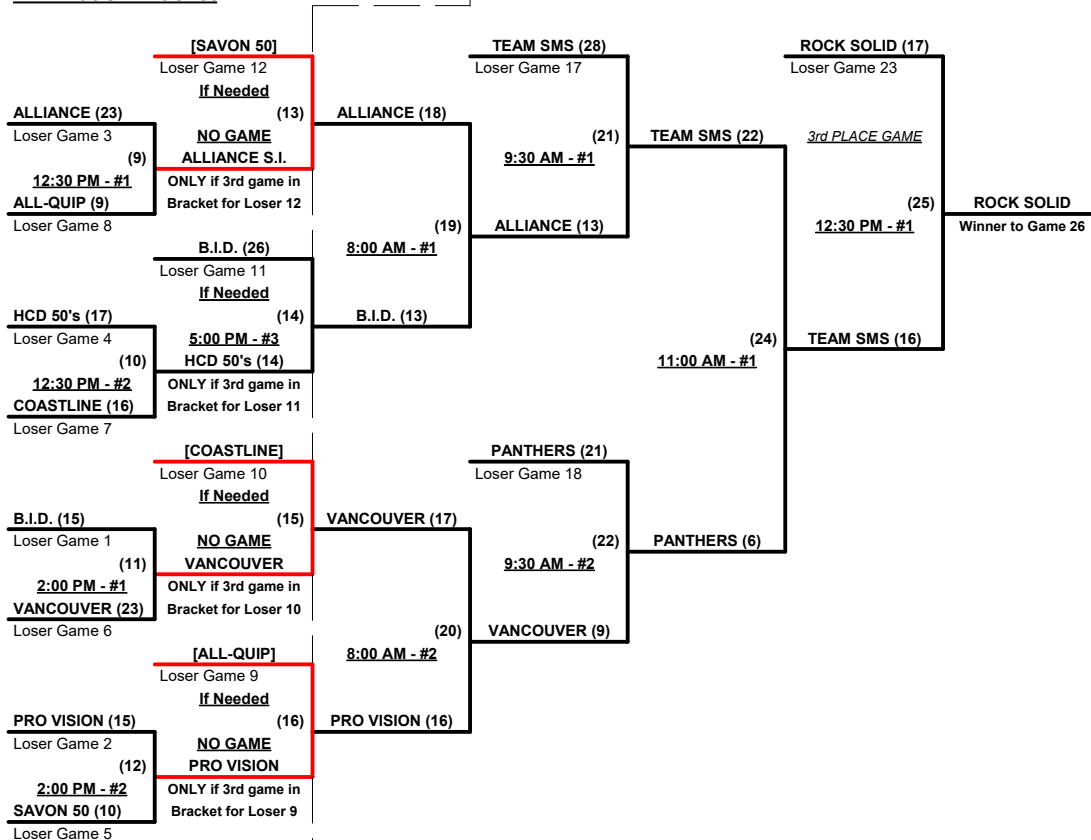 [SAVON 50]
Loser Game 12
If Needed
ALLIANCE (23)
Loser Game 3
(13)
NO GAME
(9)
ALLIANCE S.I.
12:30 PM - #1
ONLY if 3rd game in
ALL-QUIP (9)
Bracket for Loser 12
Loser Game 8
B.I.D. (26)
Loser Game 11
If Needed
HCD 50's (17)
Loser Game 4
(14)
5:00 PM - #3
(10)
HCD 50's (14)
12:30 PM - #2
ONLY if 3rd game in
COASTLINE (16)
Bracket for Loser 11
Loser Game 7
[COASTLINE]
Loser Game 10
If Needed
B.I.D. (15)
Loser Game 1
(15)
NO GAME
(11)
VANCOUVER
2:00 PM - #1
ONLY if 3rd game in
VANCOUVER (23)
Bracket for Loser 10
Loser Game 6
[ALL-QUIP]
Loser Game 9
If Needed
PRO VISION (15)
Loser Game 2
(16)
NO GAME
(12)
PRO VISION
2:00 PM - #2
ONLY if 3rd game in
SAVON 50 (10)
Bracket for Loser 9
Loser Game 5
ALLIANCE (18)
(19)
8:00 AM - #1
B.I.D. (13)
VANCOUVER (17)
(20)
8:00 AM - #2
PRO VISION (16)
TEAM SMS (28)
Loser Game 17
(21)
9:30 AM - #1
ALLIANCE (13)
PANTHERS (21)
Loser Game 18
(22)
9:30 AM - #2
VANCOUVER (9)
TEAM SMS (22)
(24)
11:00 AM - #1
PANTHERS (6)
ROCK SOLID (17)
Loser Game 23
3rd PLACE GAME
(25)
12:30 PM - #1
TEAM SMS (16)
ROCK SOLID
Winner to Game 26